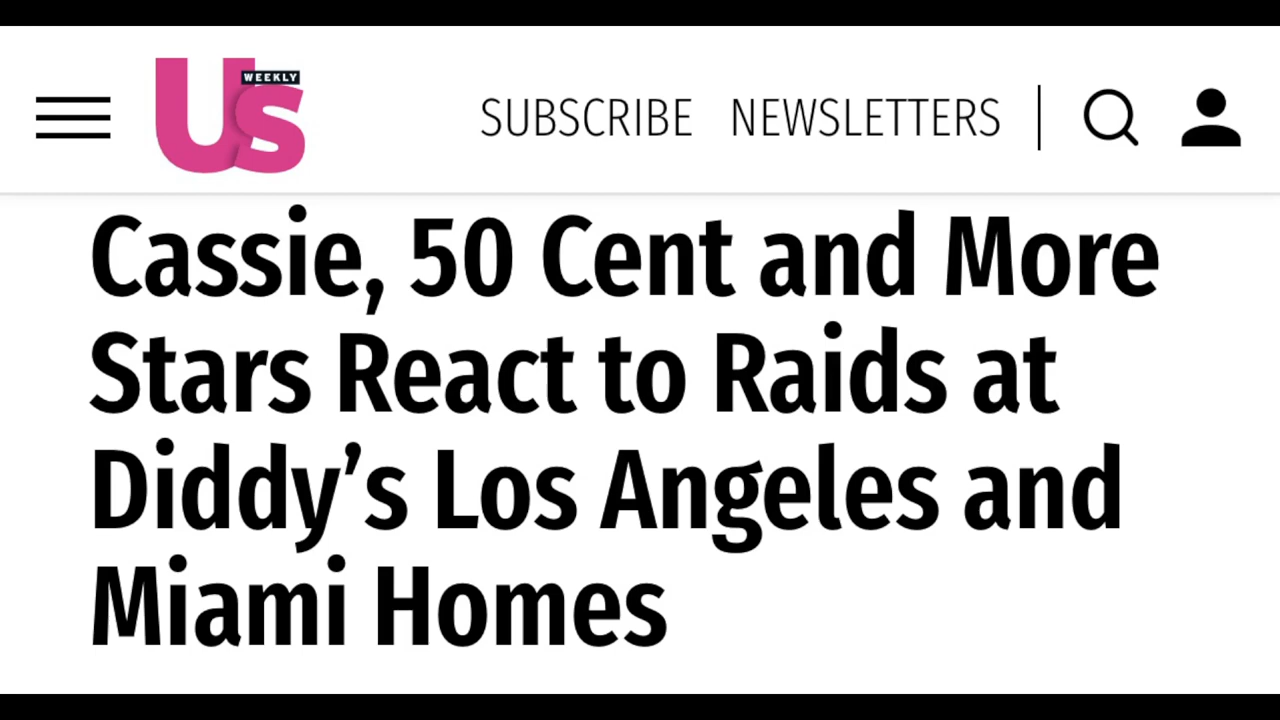 Us WEEKLY
SUBSCRIBE NEWSLETTERS
Cassie, 50 Cent and More
Stars React to Raids at
Diddy’s Los Angeles and
Miami Homes